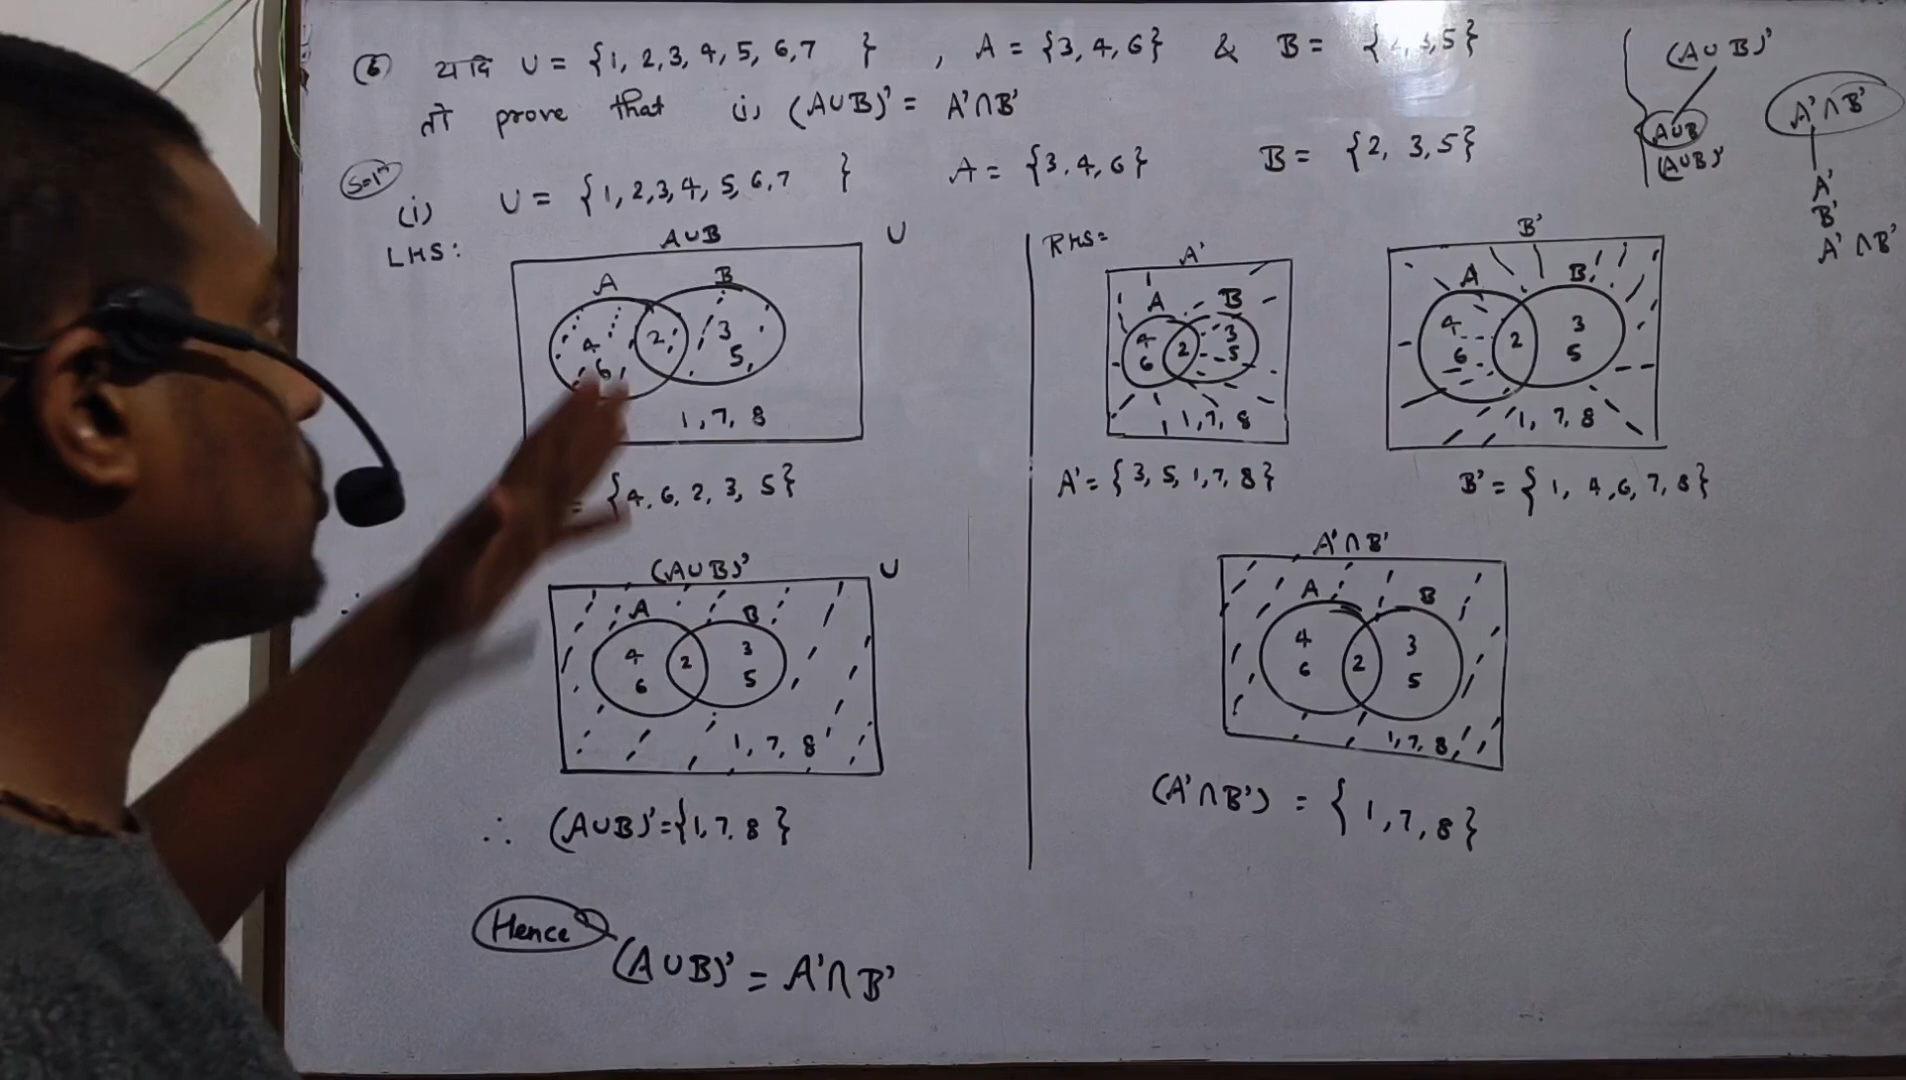 (6) यदि U = {1, 2, 3, 4, 5, 6, 7 } , A = {3, 4, 6} & B = { , 3, 5}
तो prove that (i) (A∪B)' = A'∩B'
Solⁿ
(i) U = {1, 2, 3, 4, 5, 6, 7 } A = {3, 4, 6} B = {2, 3, 5}
(A∪B)'
A∪B
(A∪B)'
A'∩B'
A'
B'
A' ∩B'
LHS:
A∪B U
A B
4 2 3
6 5
1, 7, 8
= {4, 6, 2, 3, 5}
(A∪B)' U
A B
4 2 3
6 5
1, 7, 8
∴ (A∪B)' = {1, 7, 8}
RHS=
A'
A B
4 2 3
6 5
1, 7, 8
A' = {3, 5, 1, 7, 8}
B'
A B
4 2 3
6 5
1, 7, 8
B' = {1, 4, 6, 7, 8}
A'∩B'
A B
4 2 3
6 5
1, 7, 8
(A'∩B') = {1, 7, 8}
Hence
(A∪B)' = A'∩B'